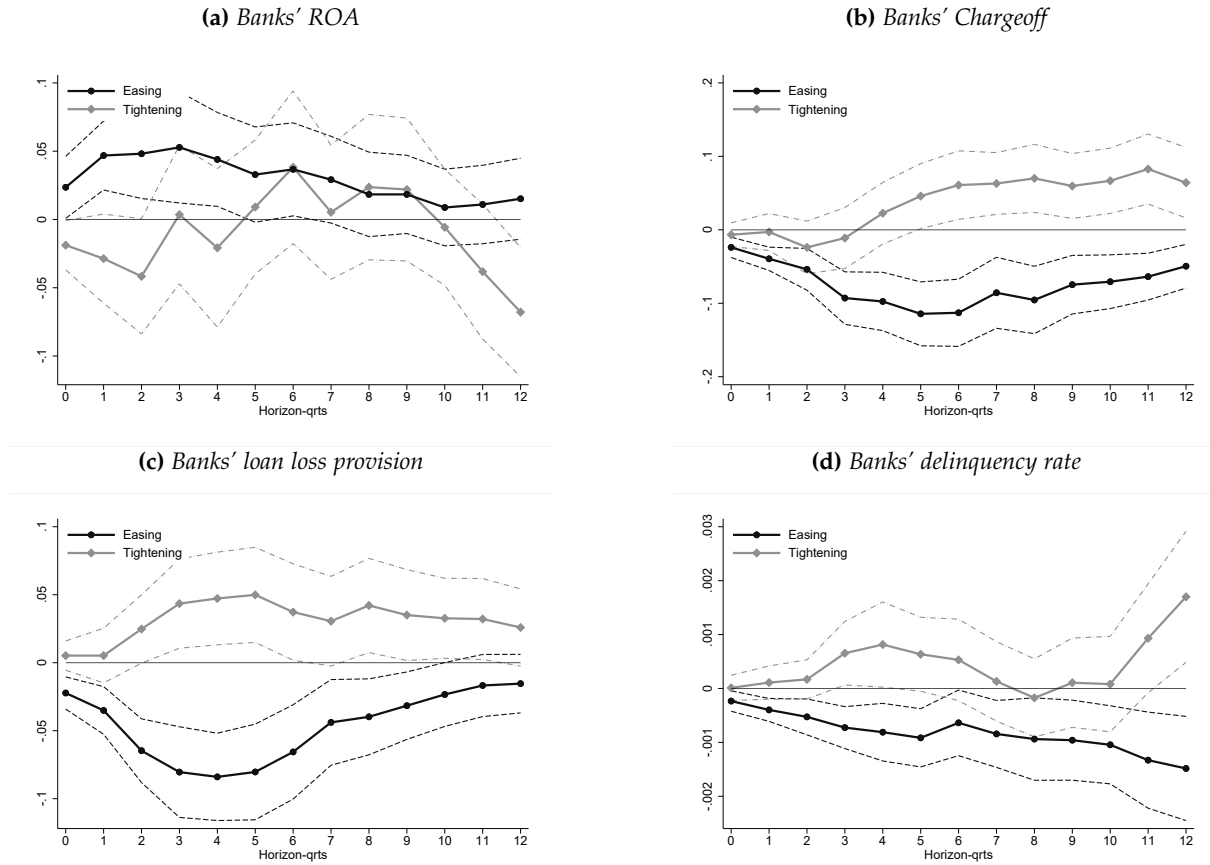 (a) Banks' ROA
.1
.05
0
-.05
-.1
Easing
Tightening
0 1 2 3 4 5 6 7 8 9 10 11 12
Horizon-qrts
(b) Banks' Chargeoff
.2
.1
0
-.1
-.2
Easing
Tightening
0 1 2 3 4 5 6 7 8 9 10 11 12
Horizon-qrts
(c) Banks' loan loss provision
.1
.05
0
-.05
-.1
Easing
Tightening
0 1 2 3 4 5 6 7 8 9 10 11 12
Horizon-qrts
(d) Banks' delinquency rate
.003
.002
.001
0
-.001
-.002
Easing
Tightening
0 1 2 3 4 5 6 7 8 9 10 11 12
Horizon-qrts